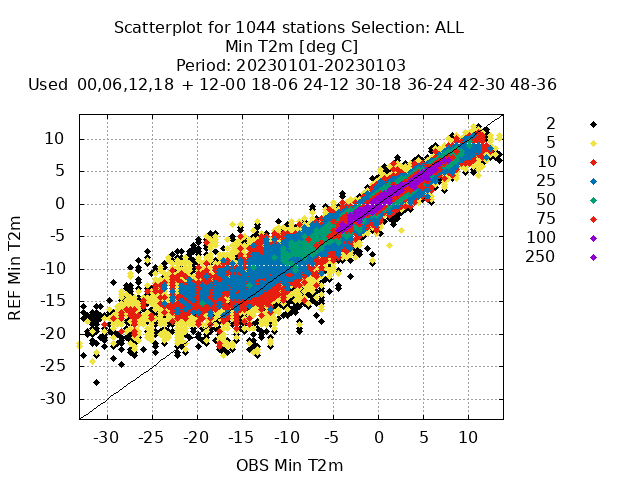 Scatterplot for 1044 stations Selection: ALL
Min T2m [deg C]
Period: 20230101-20230103
Used 00,06,12,18 + 12-00 18-06 24-12 30-18 36-24 42-30 48-36
2
5
10
25
50
75
100
250
REF Min T2m
10
5
0
-5
-10
-15
-20
-25
-30
-30 -25 -20 -15 -10 -5 0 5 10
OBS Min T2m